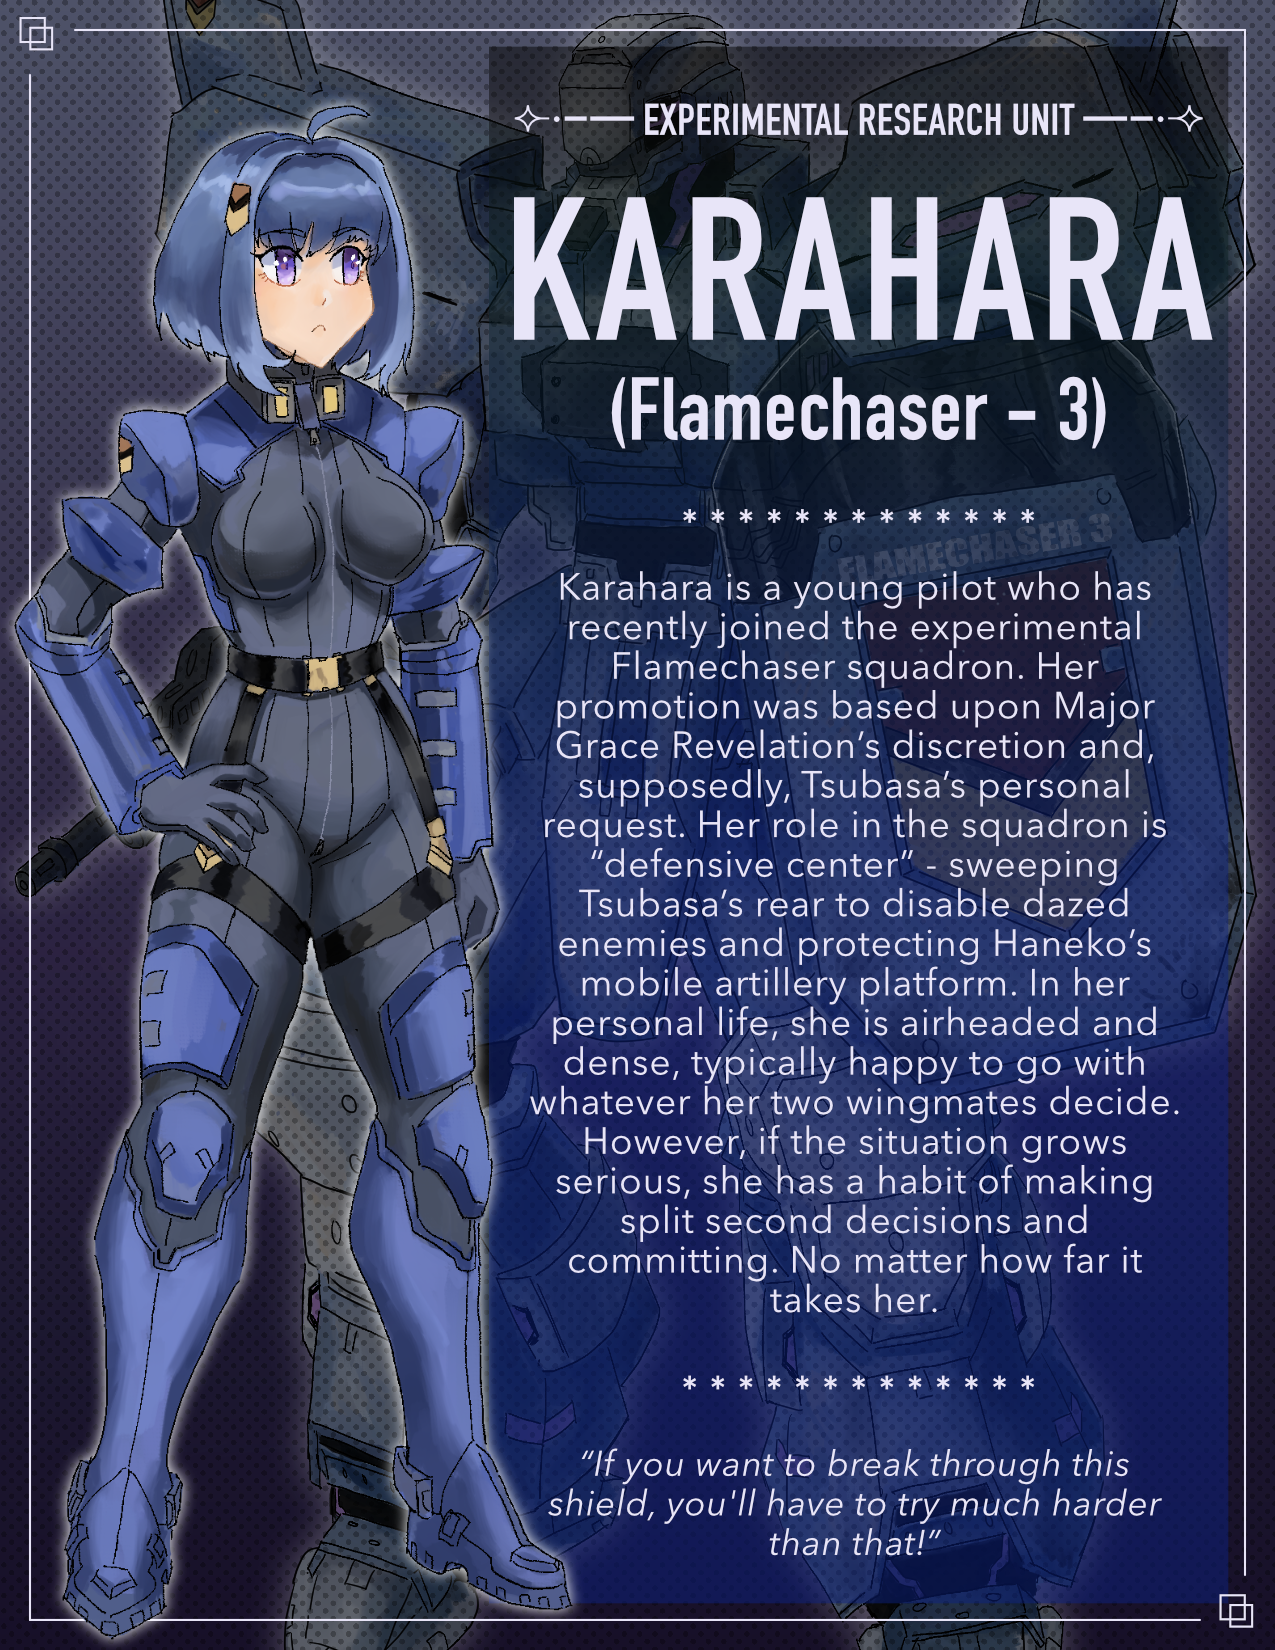 EXPERIMENTAL RESEARCH UNIT
KARAHARA
(Flamechaser - 3)
* * * * * * * * * * * * *
FLAMECHASER 3
Karahara is a young pilot who has
recently joined the experimental
Flamechaser squadron. Her
promotion was based upon Major
Grace Revelation’s discretion and,
supposedly, Tsubasa’s personal
request. Her role in the squadron is
“defensive center” - sweeping
Tsubasa’s rear to disable dazed
enemies and protecting Haneko’s
mobile artillery platform. In her
personal life, she is airheaded and
dense, typically happy to go with
whatever her two wingmates decide.
However, if the situation grows
serious, she has a habit of making
split second decisions and
committing. No matter how far it
takes her.
* * * * * * * * * * * * *
“If you want to break through this
shield, you'll have to try much harder
than that!”